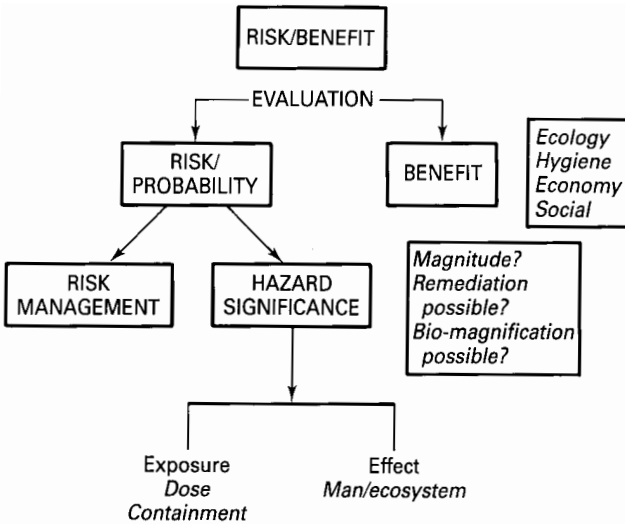 RISK/BENEFIT
EVALUATION
RISK/
PROBABILITY
BENEFIT
Ecology
Hygiene
Economy
Social
RISK
MANAGEMENT
HAZARD
SIGNIFICANCE
Magnitude?
Remediation
possible?
Bio-magnification
possible?
Exposure
Dose
Containment
Effect
Man/ecosystem